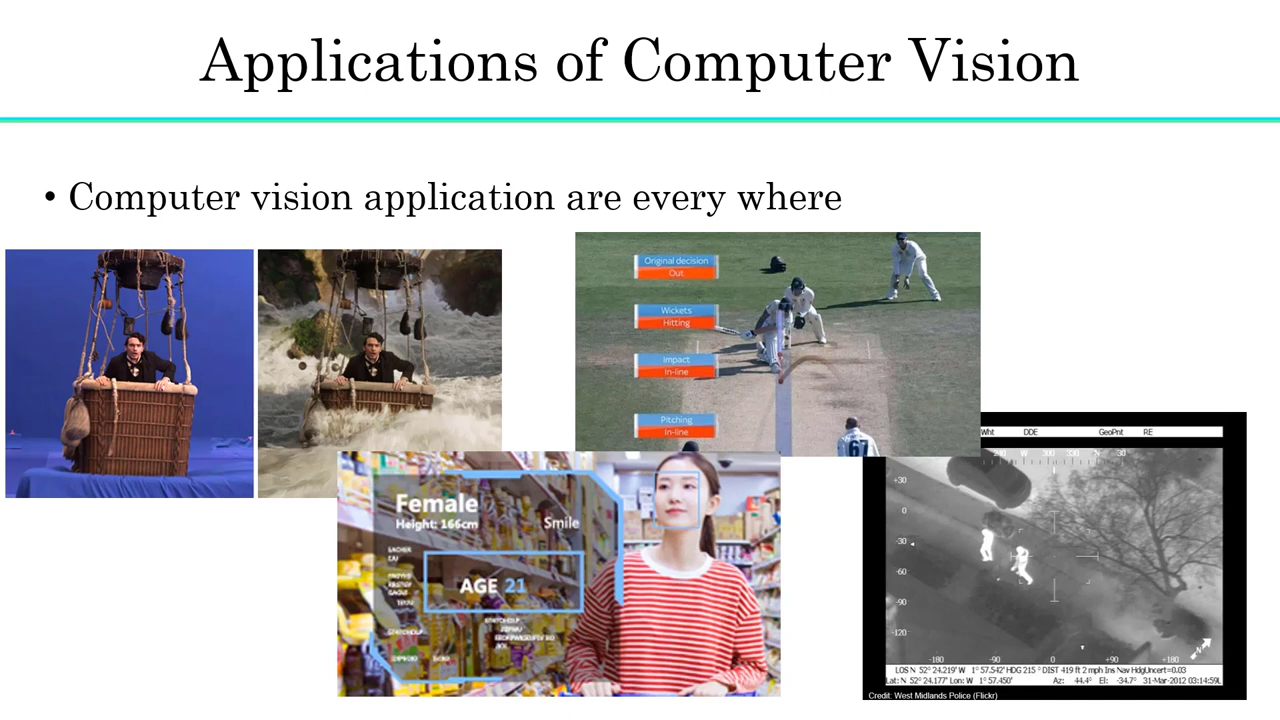 Applications of Computer Vision
• Computer vision application are every where
Original decision
Out
Wickets
Hitting
Impact
In-line
Pitching
In-line
Female
Height: 166cm
Smile
AGE 21
Wht DDE GeoPnt RE
W 300 330 N 30
+30
0
-30
-60
-90
-120
-180 -90 0 +90 +180
LOS N 52° 24.219' W 1° 57.542' HDG 215 ° DIST 419 ft 2 mph Ins Nav HdgUncert=0.03
Lat: N 52° 24.177' Lon: W 1° 57.450' Az: 44.4° El: -34.7° 31-Mar-2012 03:14:59L
Credit: West Midlands Police (Flickr)